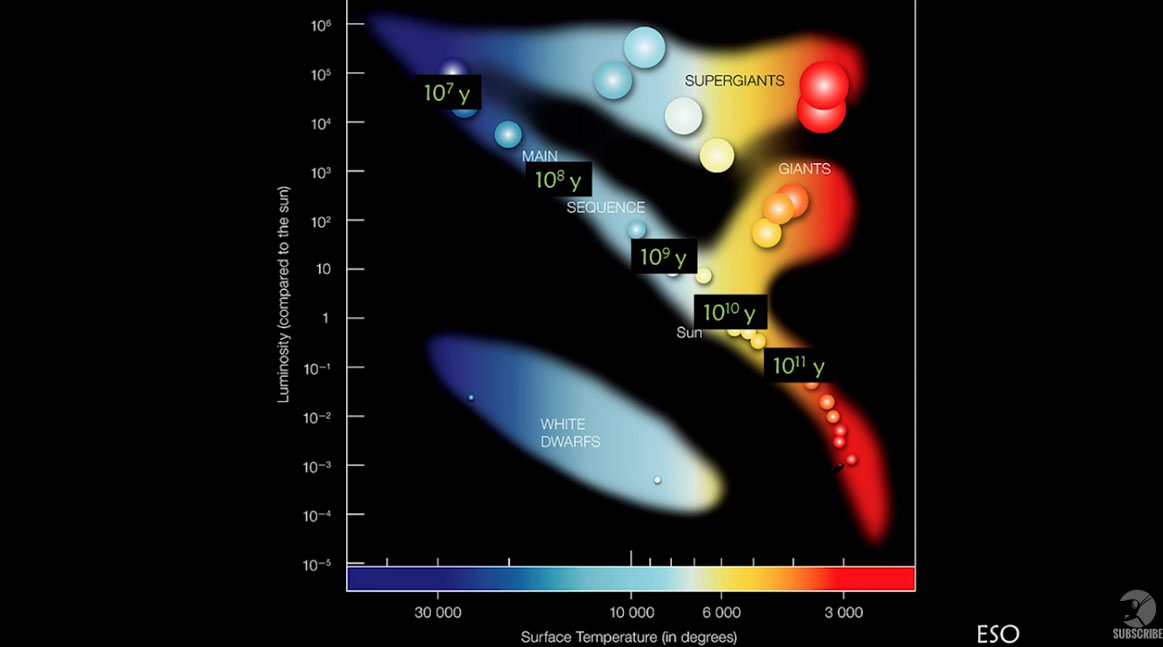 10⁶
10⁵
10⁴
10³
10²
10
1
10⁻¹
10⁻²
10⁻³
10⁻⁴
10⁻⁵
Luminosity (compared to the sun)
SUPERGIANTS
10⁷ y
MAIN
GIANTS
10⁸ y
SEQUENCE
10⁹ y
10¹⁰ y
Sun
10¹¹ y
WHITE
DWARFS
30 000
10 000
6 000
3 000
Surface Temperature (in degrees)
ESO
SUBSCRIBE